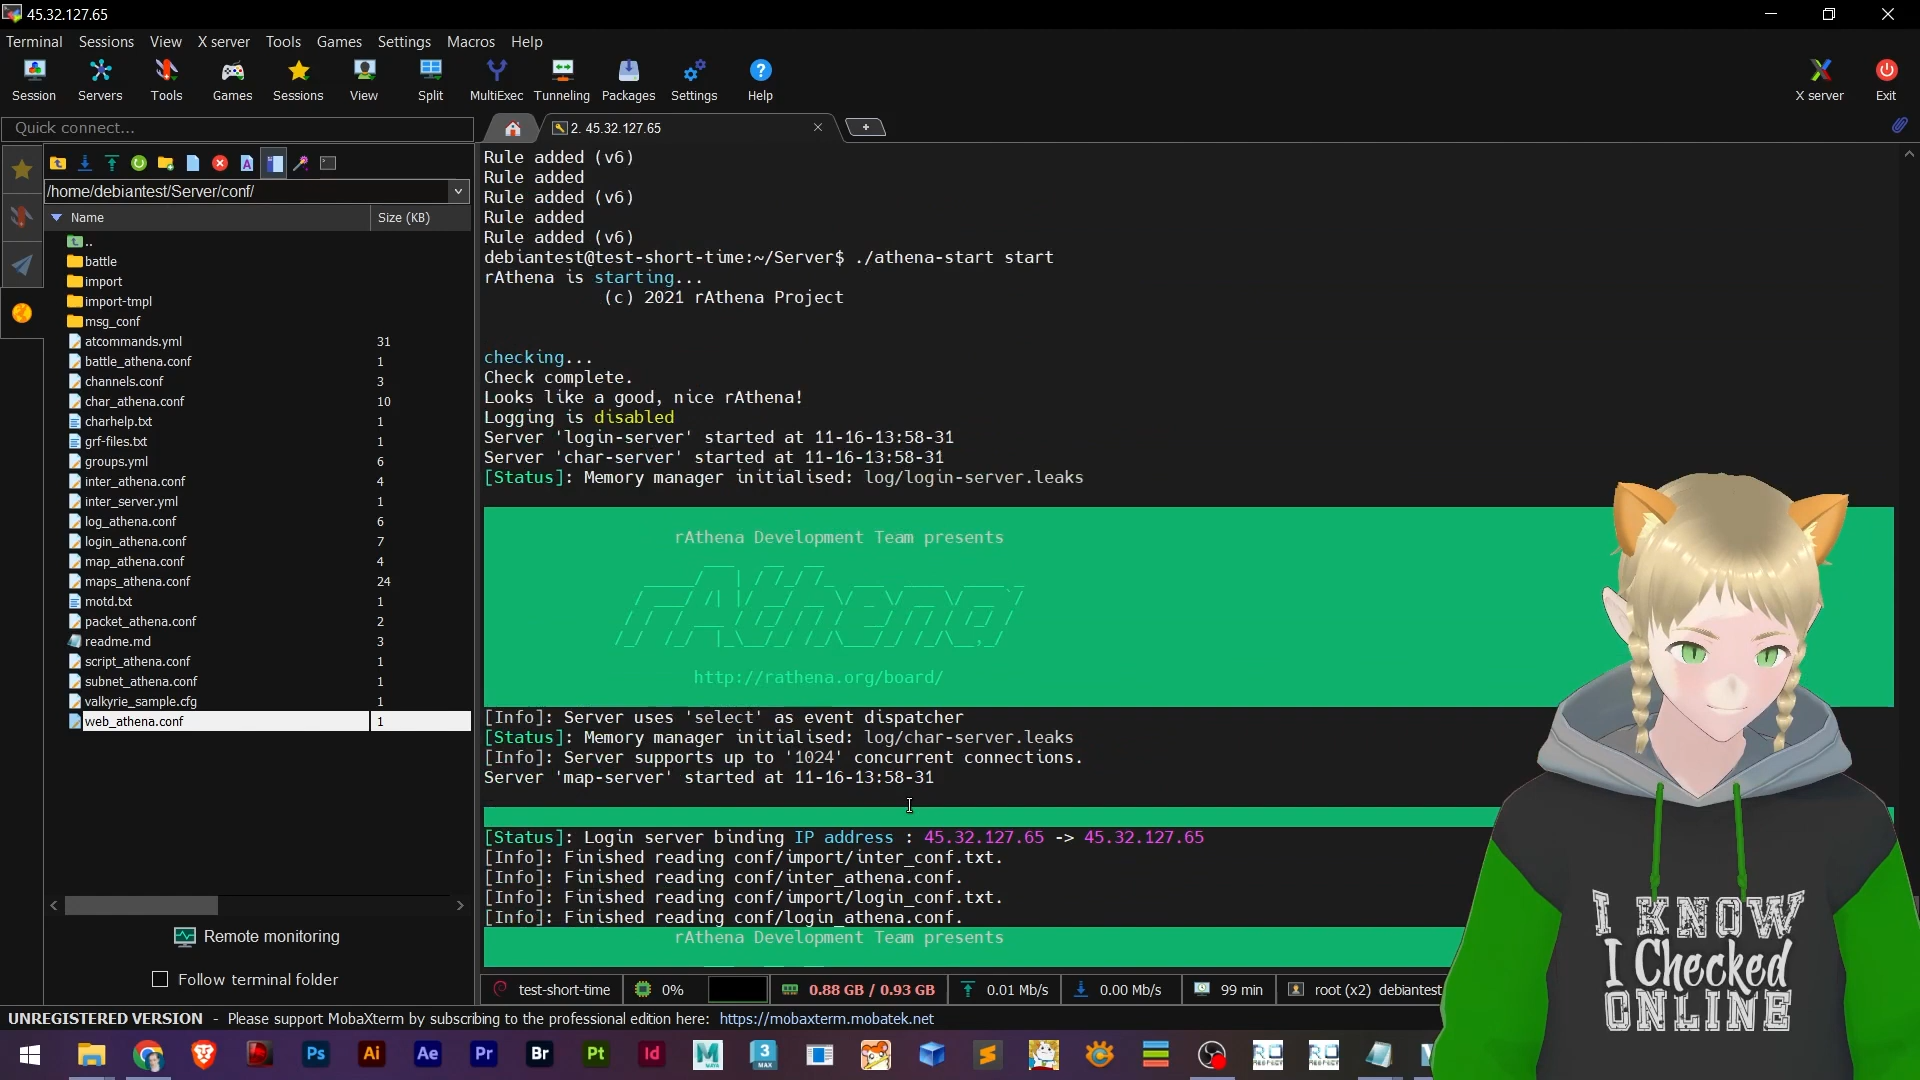 45.32.127.65
Terminal Sessions View X server Tools Games Settings Macros Help
Session Servers Tools Games Sessions View Split MultiExec Tunneling Packages Settings Help X server Exit
Quick connect...
2. 45.32.127.65
/home/debiantest/Server/conf/
Name Size (KB)
..
battle
import
import-tmpl
msg_conf
atcommands.yml 31
battle_athena.conf 1
channels.conf 3
char_athena.conf 10
charhelp.txt 1
grf-files.txt 1
groups.yml 6
inter_athena.conf 4
inter_server.yml 1
log_athena.conf 6
login_athena.conf 7
map_athena.conf 4
maps_athena.conf 24
motd.txt 1
packet_athena.conf 2
readme.md 3
script_athena.conf 1
subnet_athena.conf 1
valkyrie_sample.cfg 1
web_athena.conf 1
Remote monitoring
Follow terminal folder
Rule added (v6)
Rule added
Rule added (v6)
Rule added
Rule added (v6)
debiantest@test-short-time:~/Server$ ./athena-start start
rAthena is starting...
(c) 2021 rAthena Project
checking...
Check complete.
Looks like a good, nice rAthena!
Logging is disabled
Server 'login-server' started at 11-16-13:58-31
Server 'char-server' started at 11-16-13:58-31
[Status]: Memory manager initialised: log/login-server.leaks
rAthena Development Team presents
rAthena
http://rathena.org/board/
[Info]: Server uses 'select' as event dispatcher
[Status]: Memory manager initialised: log/char-server.leaks
[Info]: Server supports up to '1024' concurrent connections.
Server 'map-server' started at 11-16-13:58-31
[Status]: Login server binding IP address : 45.32.127.65 -> 45.32.127.65
[Info]: Finished reading conf/import/inter_conf.txt.
[Info]: Finished reading conf/inter_athena.conf.
[Info]: Finished reading conf/import/login_conf.txt.
[Info]: Finished reading conf/login_athena.conf.
rAthena Development Team presents
test-short-time 0% 0.88 GB / 0.93 GB 0.01 Mb/s 0.00 Mb/s 99 min root (x2) debiantest
UNREGISTERED VERSION - Please support MobaXterm by subscribing to the professional edition here: https://mobaxterm.mobatek.net
Ps Ai Ae Pr Br Pt Id M 3
I KNOW
I Checked
ONLINE